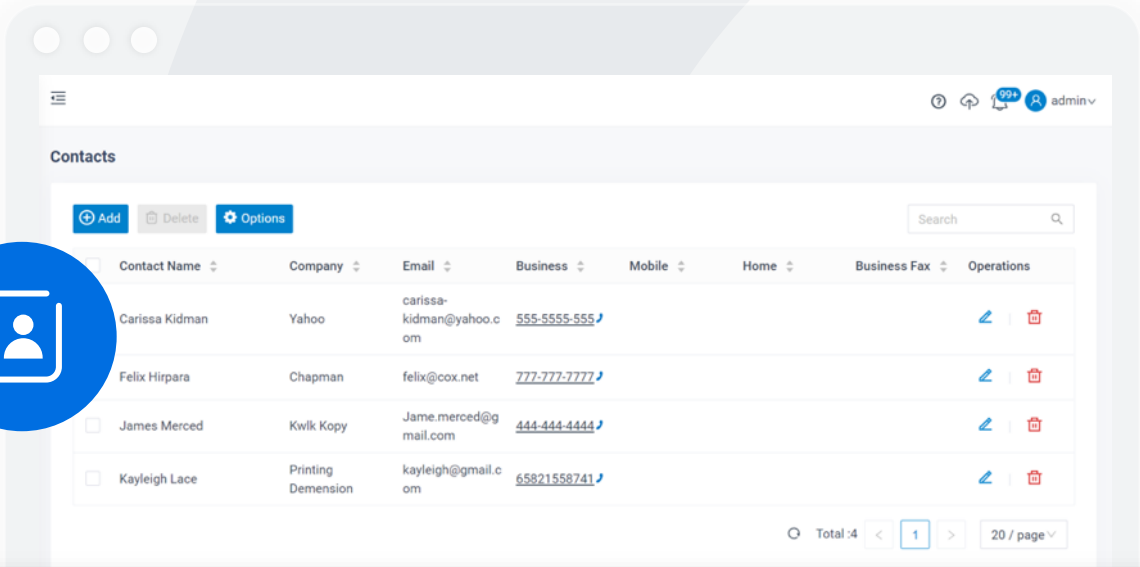 99+
admin
Contacts
Add Delete Options Search
Contact Name Company Email Business Mobile Home Business Fax Operations
carissa-
Carissa Kidman Yahoo kidman@yahoo.c 555-5555-555
om
Felix Hirpara Chapman felix@cox.net 777-777-7777
Jame.merced@g
James Merced Kwlk Kopy 444-444-4444
mail.com
Printing kayleigh@gmail.c
Kayleigh Lace 65821558741
Demension om
Total :4 < 1 > 20 / page